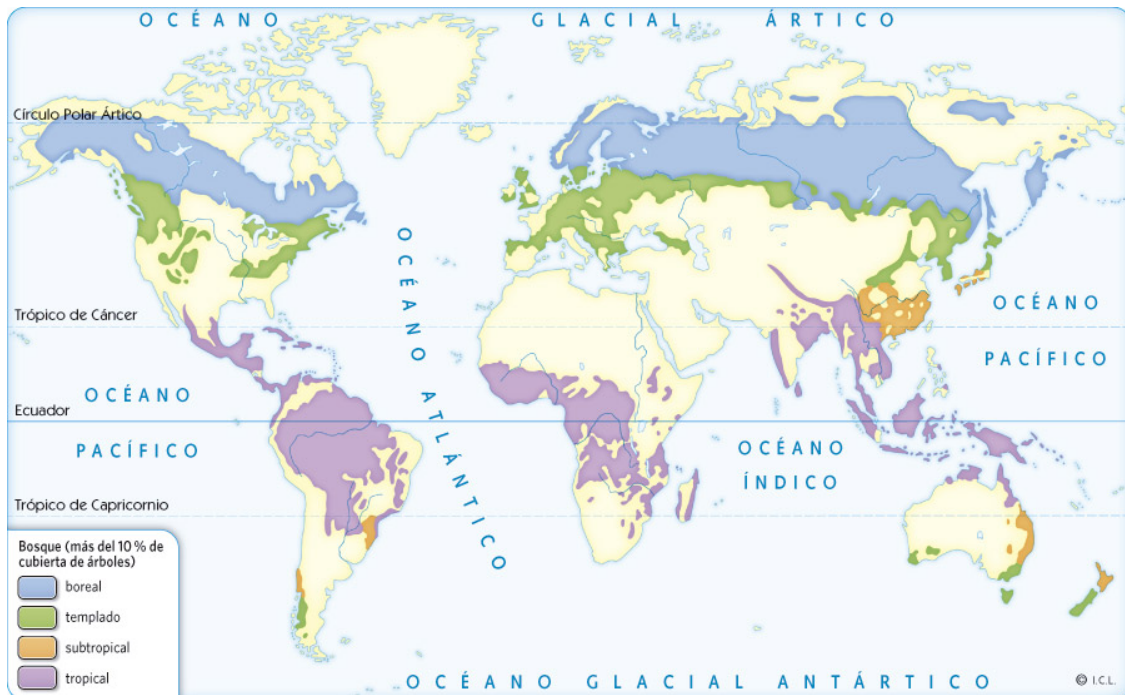 OCÉANO GLACIAL ÁRTICO
Círculo Polar Ártico
OCÉANO ATLÁNTICO
Trópico de Cáncer
OCÉANO
PACÍFICO
OCÉANO
Ecuador
PACÍFICO
OCÉANO
ÍNDICO
Trópico de Capricornio
Bosque (más del 10 % de
cubierta de árboles)
boreal
templado
subtropical
tropical
OCÉANO GLACIAL ANTÁRTICO
© I.C.L.